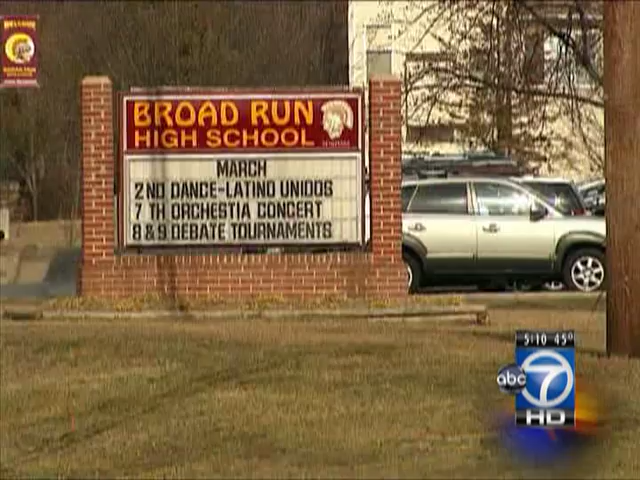 BROAD RUN
HIGH SCHOOL
MARCH
2 ND DANCE-LATINO UNIDOS
7 TH ORCHESTIA CONCERT
8 & 9 DEBATE TOURNAMENTS
5:10 45°
abc 7
HD